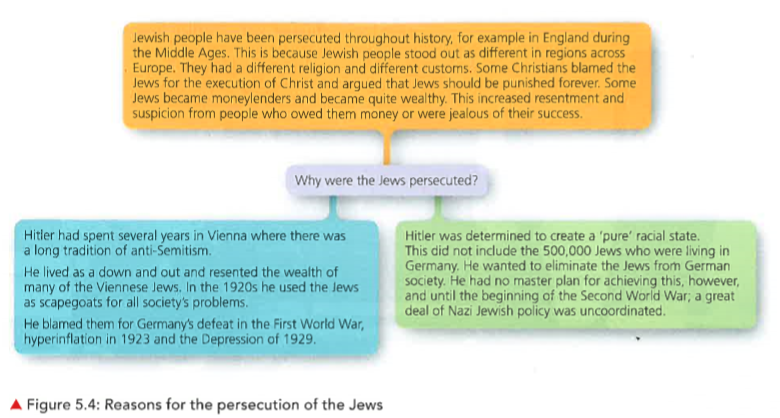 Jewish people have been persecuted throughout history, for example in England during
the Middle Ages. This is because Jewish people stood out as different in regions across
Europe. They had a different religion and different customs. Some Christians blamed the
Jews for the execution of Christ and argued that Jews should be punished forever. Some
Jews became moneylenders and became quite wealthy. This increased resentment and
suspicion from people who owed them money or were jealous of their success.
Why were the Jews persecuted?
Hitler had spent several years in Vienna where there was
a long tradition of anti-Semitism.
He lived as a down and out and resented the wealth of
many of the Viennese Jews. In the 1920s he used the Jews
as scapegoats for all society's problems.
He blamed them for Germany's defeat in the First World War,
hyperinflation in 1923 and the Depression of 1929.
Hitler was determined to create a 'pure' racial state.
This did not include the 500,000 Jews who were living in
Germany. He wanted to eliminate the Jews from German
society. He had no master plan for achieving this, however,
and until the beginning of the Second World War, a great
deal of Nazi Jewish policy was uncoordinated.
▲ Figure 5.4: Reasons for the persecution of the Jews